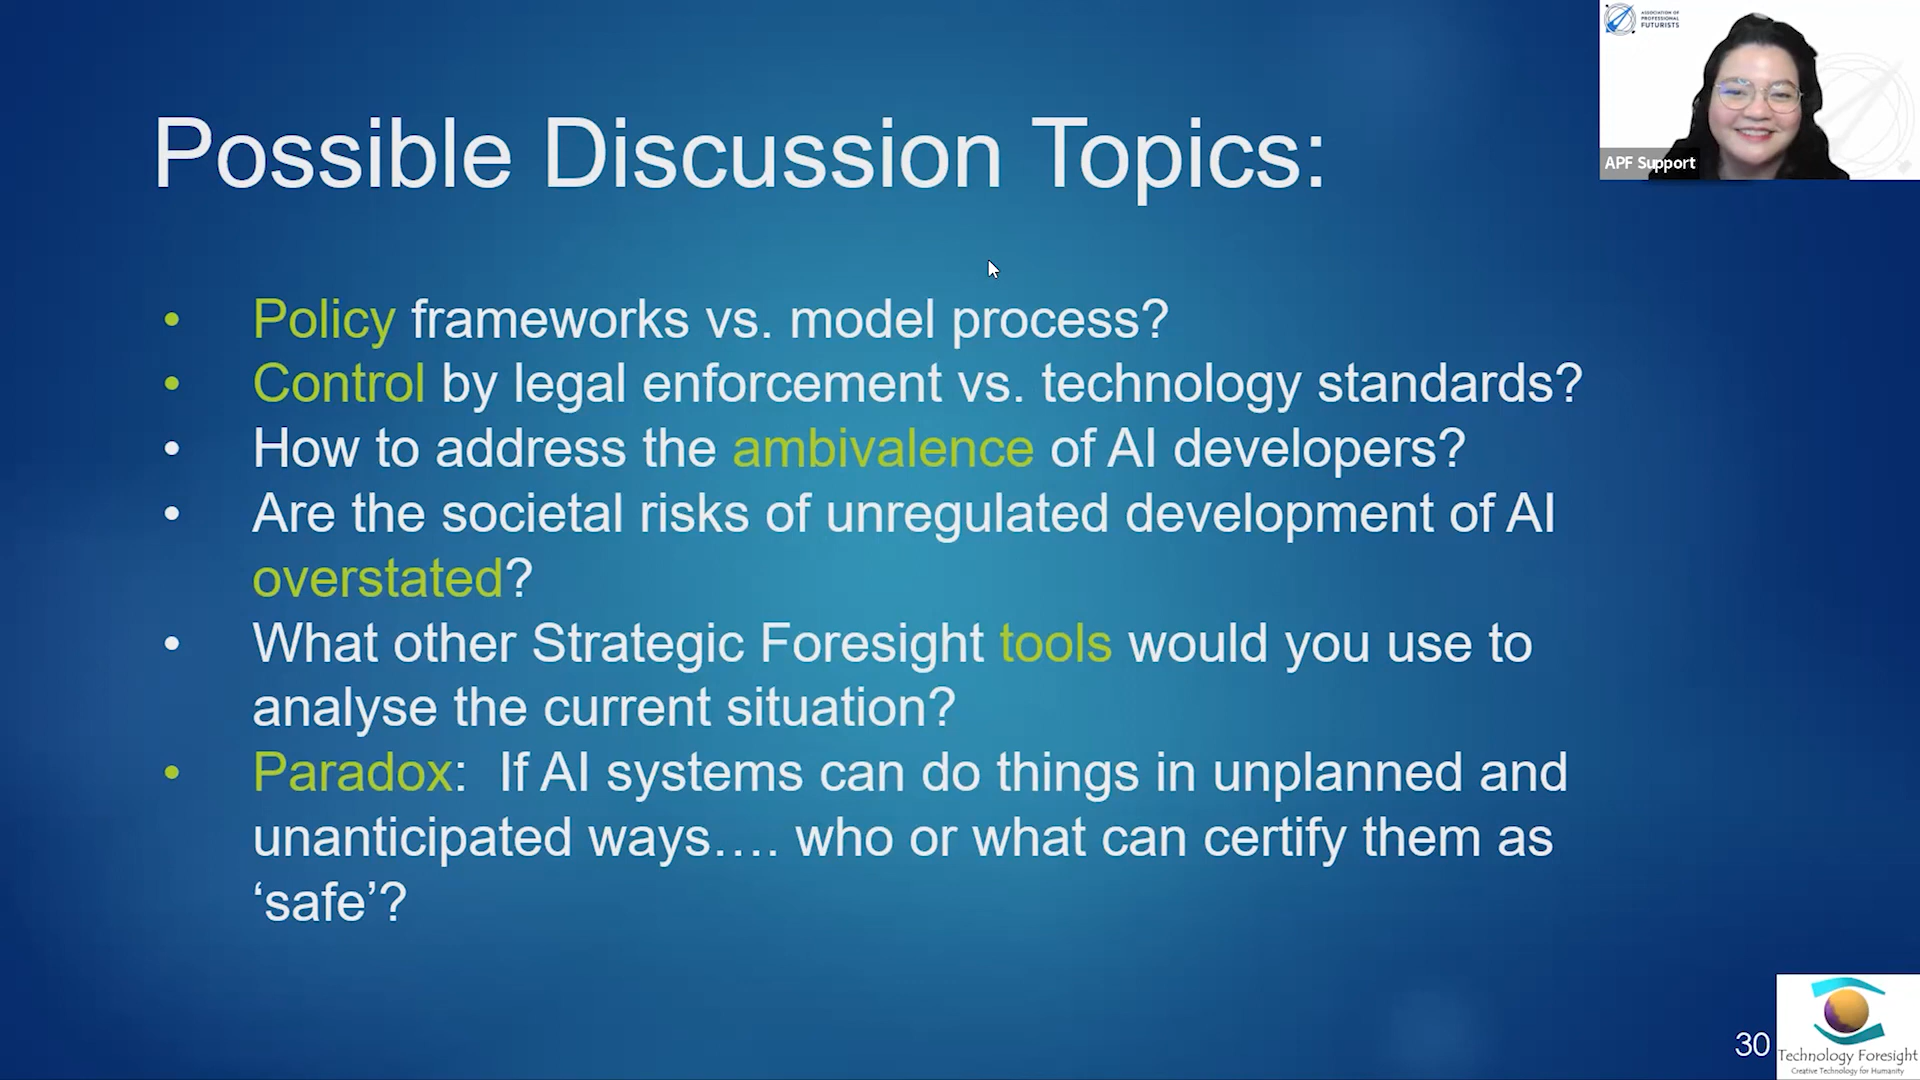 ASSOCIATION OF
PROFESSIONAL
FUTURISTS
APF Support
Possible Discussion Topics:
• Policy frameworks vs. model process?
• Control by legal enforcement vs. technology standards?
• How to address the ambivalence of AI developers?
• Are the societal risks of unregulated development of AI
overstated?
• What other Strategic Foresight tools would you use to
analyse the current situation?
• Paradox:  If AI systems can do things in unplanned and
unanticipated ways…. who or what can certify them as
‘safe’?
30
Technology Foresight
Creative Technology for Humanity